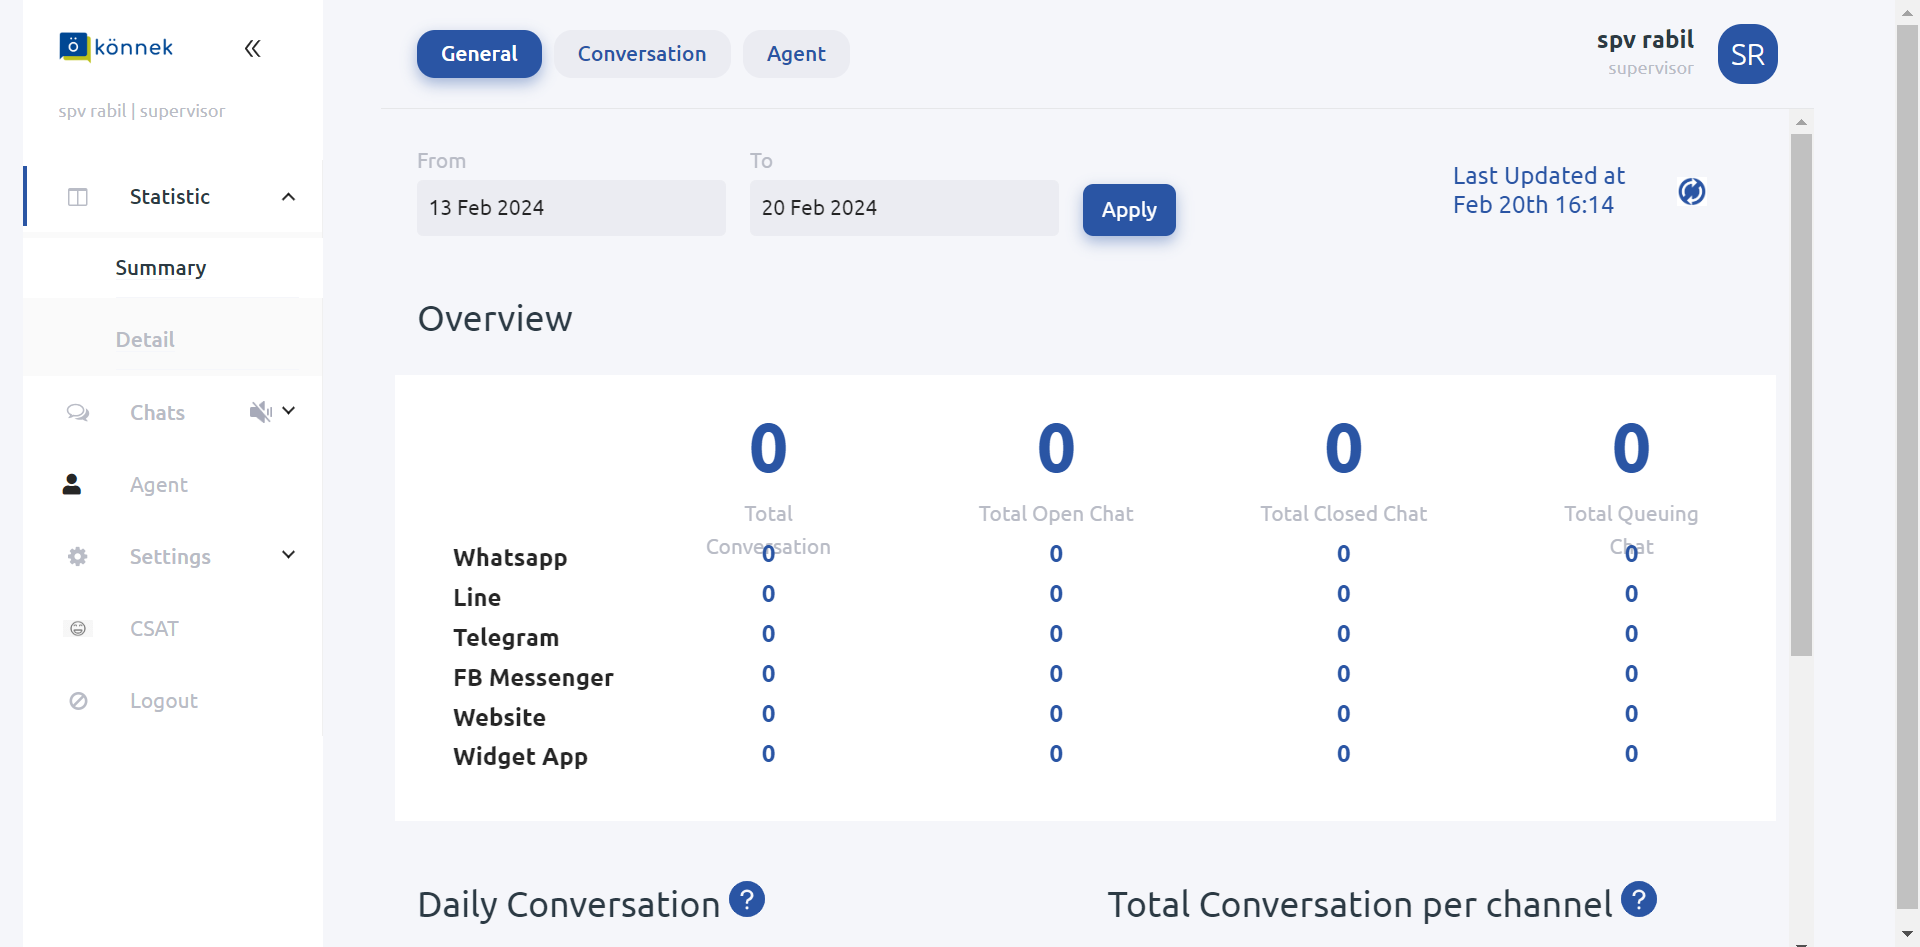 ö könnek
spv rabil | supervisor
Statistic
Summary
Detail
Chats
Agent
Settings
CSAT
Logout
General Conversation Agent
spv rabil
supervisor
SR
From To
13 Feb 2024 20 Feb 2024 Apply
Last Updated at
Feb 20th 16:14
Overview
0 0 0 0
Total Total Open Chat Total Closed Chat Total Queuing
Conversation Chat
Whatsapp 0 0 0 0
Line 0 0 0 0
Telegram 0 0 0 0
FB Messenger 0 0 0 0
Website 0 0 0 0
Widget App 0 0 0 0
Daily Conversation ? Total Conversation per channel ?